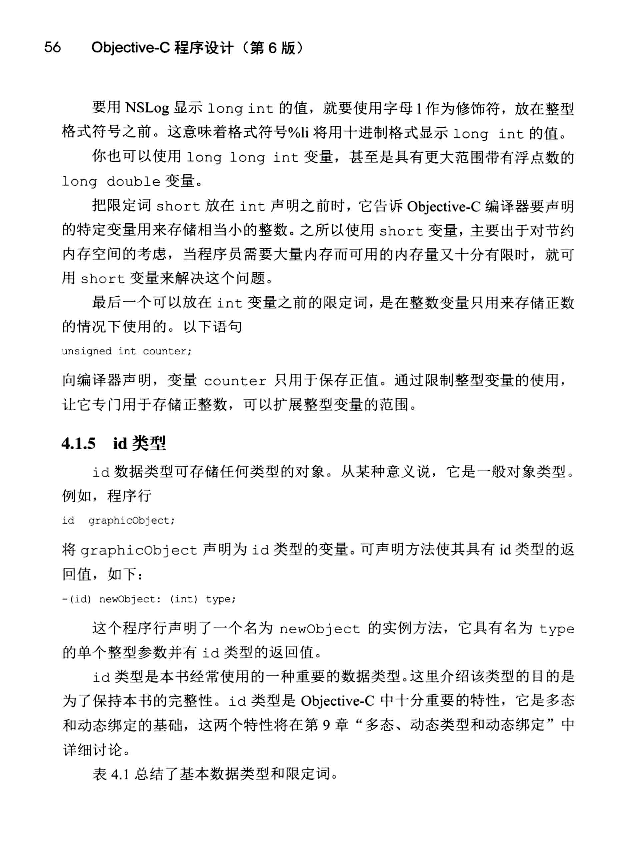 56 Objective-C 程序设计（第 6 版）
要用 NSLog 显示 long int 的值，就要使用字母 l 作为修饰符，放在整型
格式符号之前。这意味着格式符号%li 将用十进制格式显示 long int 的值。
你也可以使用 long long int 变量，甚至是具有更大范围带有浮点数的
long double 变量。
把限定词 short 放在 int 声明之前时，它告诉 Objective-C 编译器要声明
的特定变量用来存储相当小的整数。之所以使用 short 变量，主要出于对节约
内存空间的考虑，当程序员需要大量内存而可用的内存量又十分有限时，就可
用 short 变量来解决这个问题。
最后一个可以放在 int 变量之前的限定词，是在整数变量只用来存储正数
的情况下使用的。以下语句
unsigned int counter;
向编译器声明，变量 counter 只用于保存正值。通过限制整型变量的使用，
让它专门用于存储正整数，可以扩展整型变量的范围。
4.1.5 id 类型
id 数据类型可存储任何类型的对象。从某种意义说，它是一般对象类型。
例如，程序行
id graphicObject;
将 graphicObject 声明为 id 类型的变量。可声明方法使其具有 id 类型的返
回值，如下：
-(id) newObject: (int) type;
这个程序行声明了一个名为 newObject 的实例方法，它具有名为 type
的单个整型参数并有 id 类型的返回值。
id 类型是本书经常使用的一种重要的数据类型。这里介绍该类型的目的是
为了保持本书的完整性。id 类型是 Objective-C 中十分重要的特性，它是多态
和动态绑定的基础，这两个特性将在第 9 章“多态、动态类型和动态绑定”中
详细讨论。
表 4.1 总结了基本数据类型和限定词。